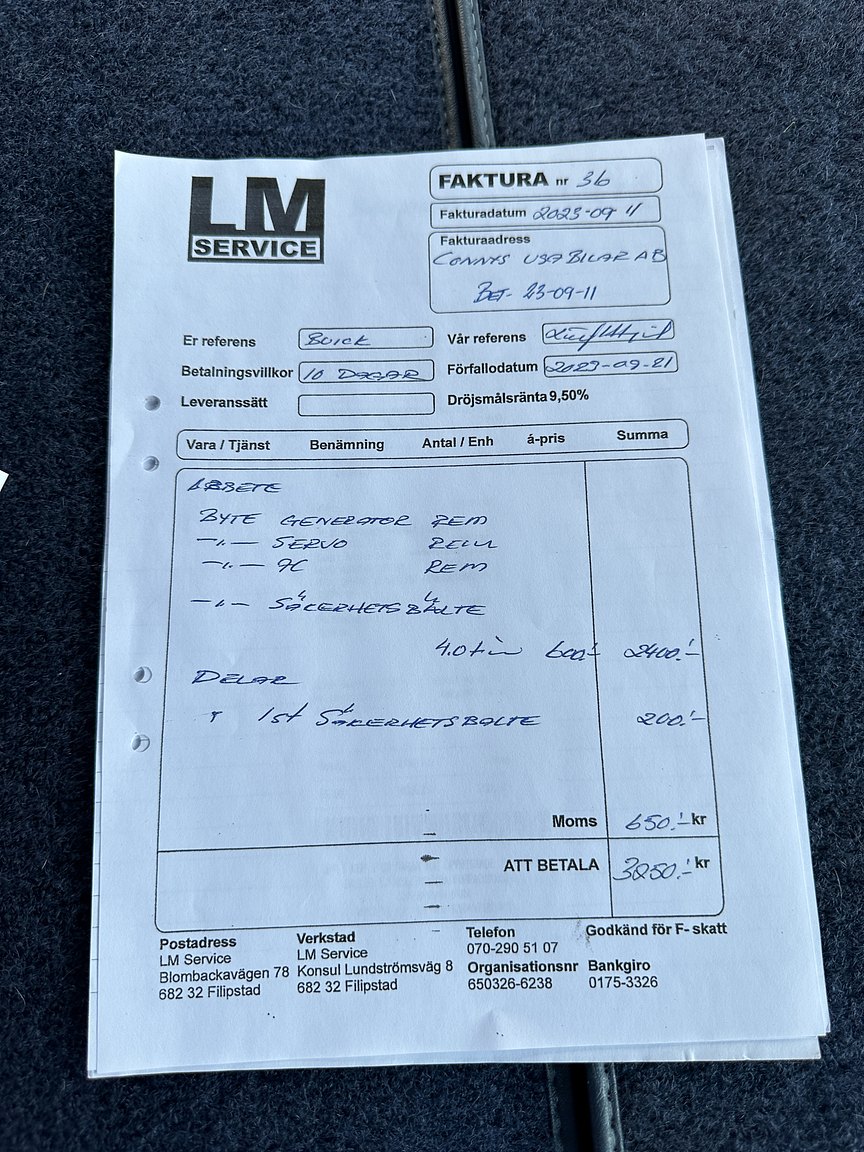 LM
SERVICE
FAKTURA nr 36
Fakturadatum 2023-09-11
Fakturaadress
CONNYS USA BILAR AB
BET- 23-09-11
Er referens BUICK
Vår referens
Betalningsvillkor 10 DAGAR
Förfallodatum 2023-09-21
Leveranssätt
Dröjsmålsränta 9,50%
Vara / Tjänst Benämning Antal / Enh á-pris Summa
ARBETE
BYTE GENERATOR REM
—"— SERVO REM
—"— AC REM
—"— SÄKERHETSBÄLTE
4.0 tim 600:- 2400:-
DELAR
1st SÄKERHETSBÄLTE 200:-
Moms 650:- kr
ATT BETALA 3250:- kr
Postadress
LM Service
Blombackavägen 78
682 32 Filipstad
Verkstad
LM Service
Konsul Lundströmsväg 8
682 32 Filipstad
Telefon
070-290 51 07
Organisationsnr
650326-6238
Godkänd för F- skatt
Bankgiro
0175-3326